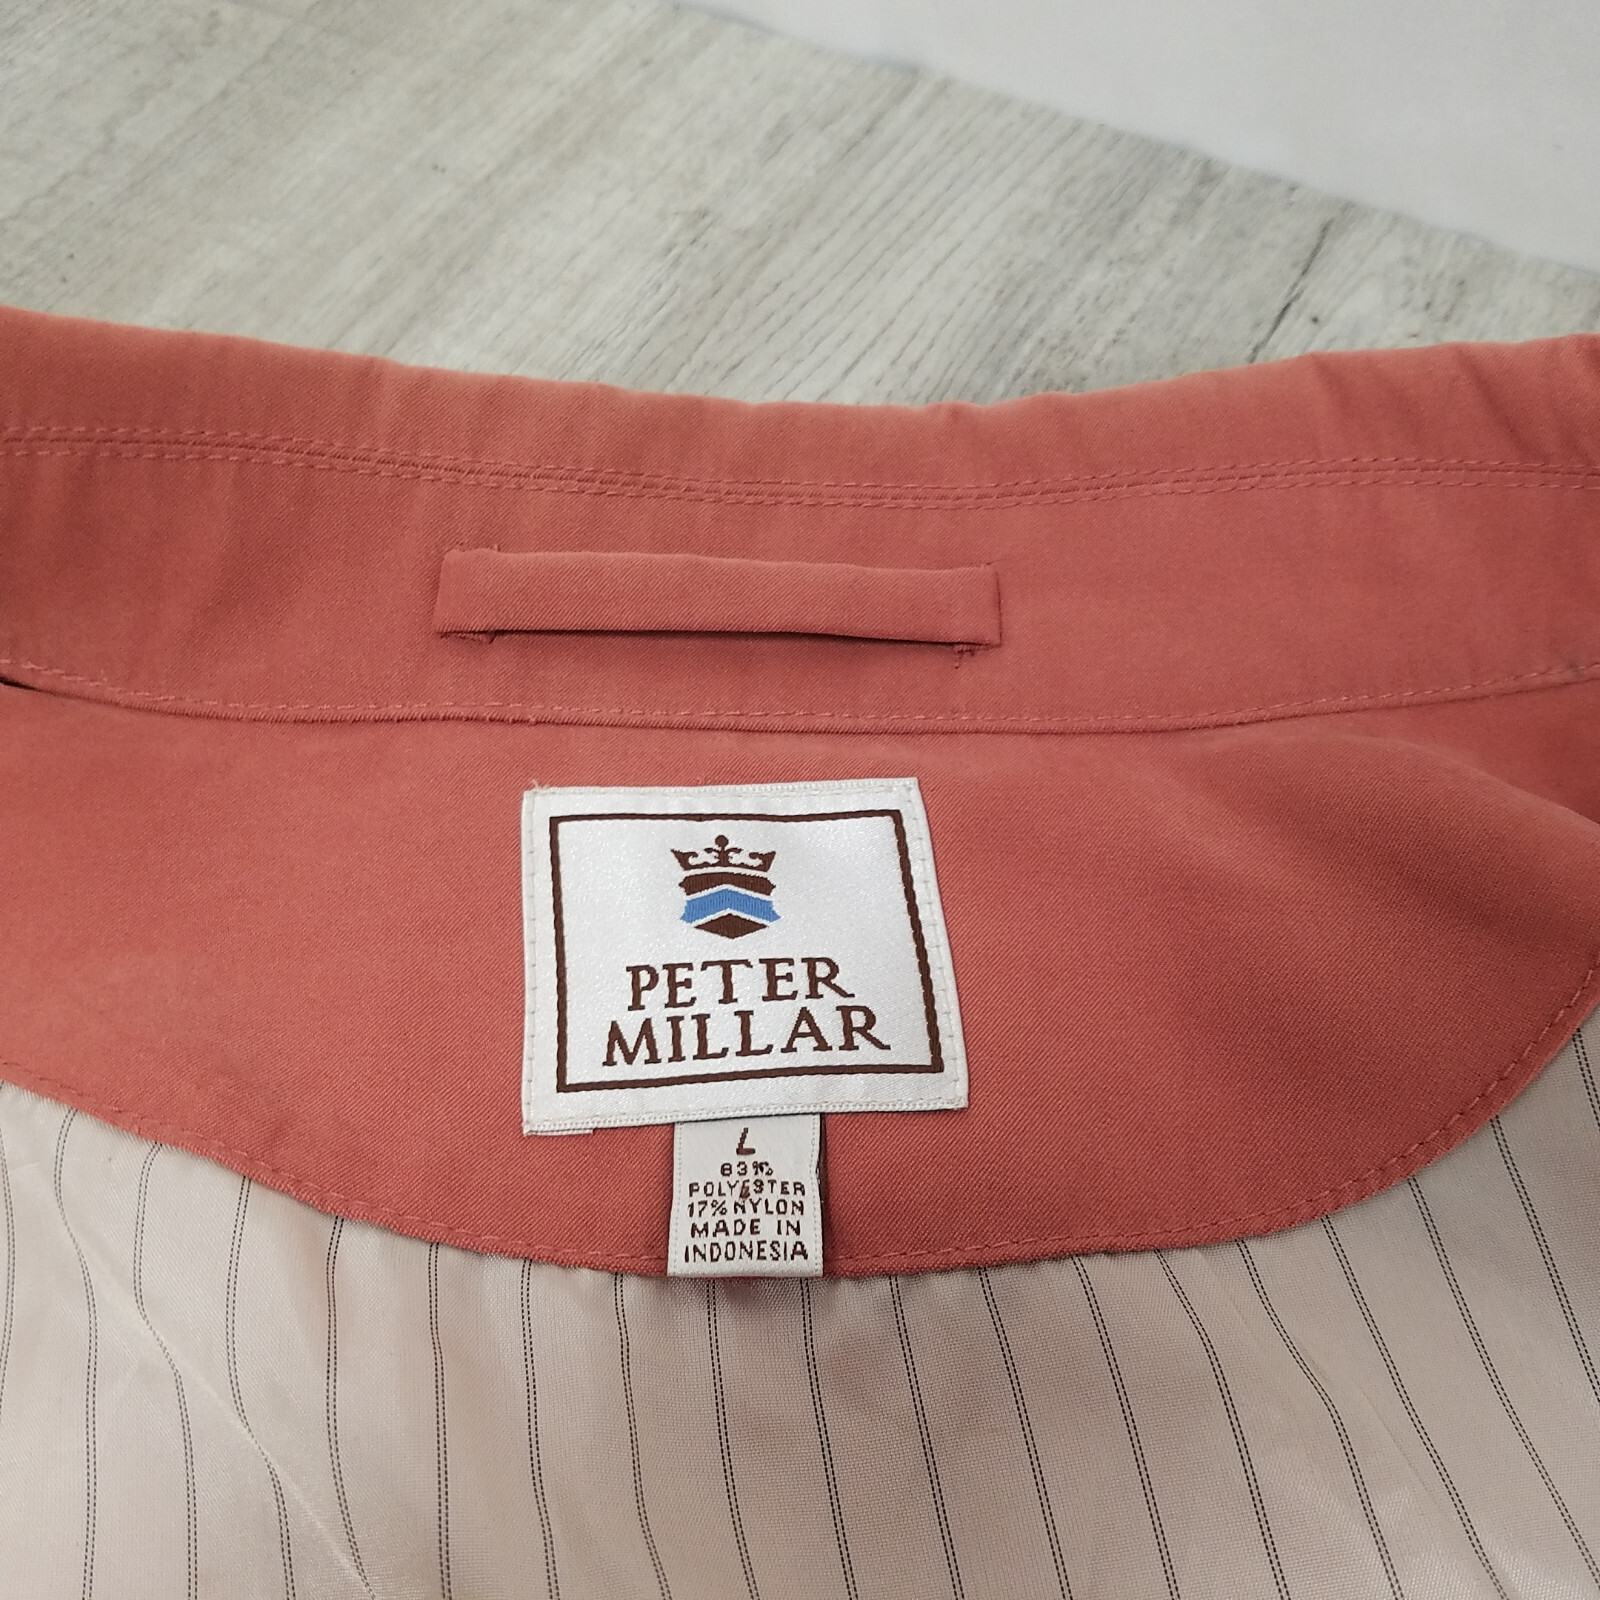 PETER
MILLAR
L
83%
POLYESTER
17% NYLON
MADE IN
INDONESIA